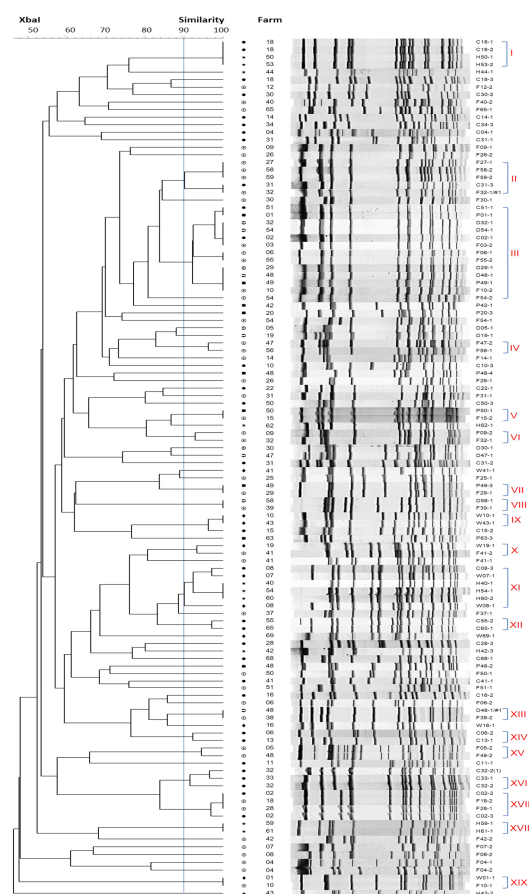 XbaI Similarity Farm
50 60 70 80 90 100
18 C18-1
18 C18-2 I
50 H50-1
53 H53-2
44 H44-1
18 C18-3
12 F12-2
30 C30-2
40 F40-2
65 F65-1
14 C14-1
34 C34-3
04 C04-1
31 C31-1
09 F09-1
26 F26-2
27 F27-1
58 F58-2
59 F59-2 II
31 C31-3
32 F32-1/#1
30 F30-1
51 C51-1
01 P01-1
32 D32-1
54 D54-1
02 C02-1
03 F03-2
06 F06-1 III
55 F55-2
29 D29-1
48 D48-1
49 P49-1
10 F10-2
54 F54-2
42 P42-1
20 P20-3
54 F54-1
05 D05-1
19 D19-1
47 F47-2 IV
56 F56-1
14 F14-1
10 C10-3
48 P48-4
26 F26-1
22 C22-1
31 F31-1
50 C50-3
50 P50-1 V
15 F15-2
62 H62-1
09 F09-2 VI
32 F32-1
30 D30-1
47 D47-1
31 C31-2
41 W41-1
25 F25-1
49 P49-3 VII
29 F29-1
58 D58-1 VIII
39 F39-1
10 W10-1 IX
43 W43-1
15 C15-2
63 P63-3
19 W19-1 X
41 F41-2
41 F41-1
08 C08-3
07 W07-1
40 H40-1 XI
54 H54-1
60 H60-2
08 W08-1
37 F37-1
55 C55-2 XII
65 C65-1
69 W69-1
28 C28-3
42 H42-3
68 C68-1
48 P48-2
50 F50-1
41 C41-1
51 F51-1
16 C16-2
06 F06-2
48 D48-1/#1 XIII
38 F38-2
16 W16-1
06 C06-2 XIV
13 C13-1
05 F05-2 XV
48 F48-2
11 C11-1
32 C32-2(1)
33 C33-1 XVI
32 C32-2
02 C02-2
18 F18-2 XVII
28 F28-1
02 C02-3
59 H59-1 XVII
61 H61-1
42 F42-2
07 F07-2
08 F08-2
04 F04-1
04 F04-2
01 W01-1 XIX
10 F10-1
43